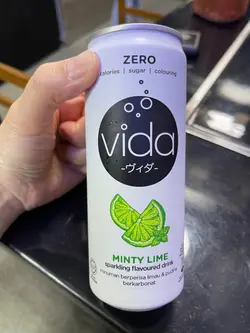 ZERO
calories | sugar | colouring
vida
-ヴィダ-
MINTY LIME
sparkling flavoured drink
minuman berperisa limau & pudina
berkarbonat